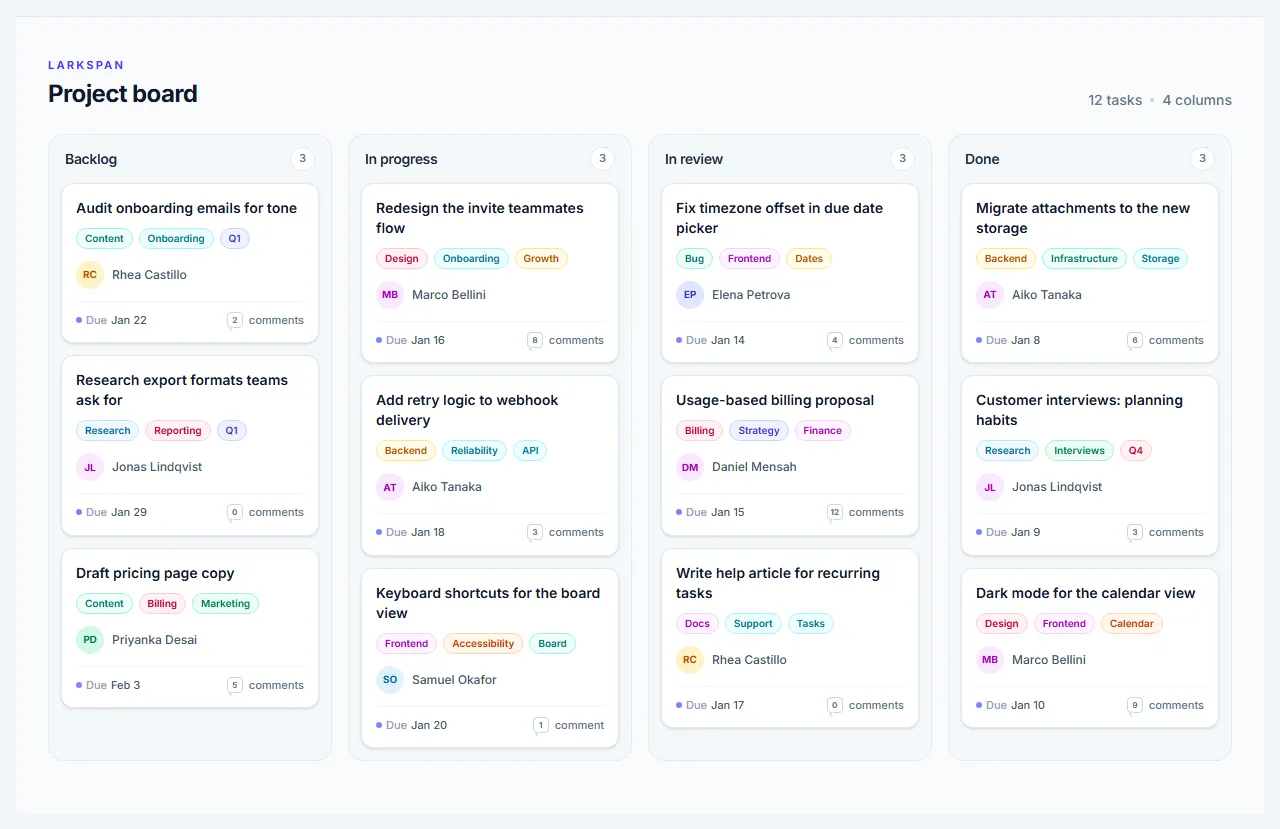 LARKSPAN
Project board
12 tasks • 4 columns
Backlog 3
Audit onboarding emails for tone
Content Onboarding Q1
RC Rhea Castillo
Due Jan 22 2 comments
Research export formats teams
ask for
Research Reporting Q1
JL Jonas Lindqvist
Due Jan 29 0 comments
Draft pricing page copy
Content Billing Marketing
PD Priyanka Desai
Due Feb 3 5 comments
In progress 3
Redesign the invite teammates
flow
Design Onboarding Growth
MB Marco Bellini
Due Jan 16 8 comments
Add retry logic to webhook
delivery
Backend Reliability API
AT Aiko Tanaka
Due Jan 18 3 comments
Keyboard shortcuts for the board
view
Frontend Accessibility Board
SO Samuel Okafor
Due Jan 20 1 comment
In review 3
Fix timezone offset in due date
picker
Bug Frontend Dates
EP Elena Petrova
Due Jan 14 4 comments
Usage-based billing proposal
Billing Strategy Finance
DM Daniel Mensah
Due Jan 15 12 comments
Write help article for recurring
tasks
Docs Support Tasks
RC Rhea Castillo
Due Jan 17 0 comments
Done 3
Migrate attachments to the new
storage
Backend Infrastructure Storage
AT Aiko Tanaka
Due Jan 8 6 comments
Customer interviews: planning
habits
Research Interviews Q4
JL Jonas Lindqvist
Due Jan 9 3 comments
Dark mode for the calendar view
Design Frontend Calendar
MB Marco Bellini
Due Jan 10 9 comments